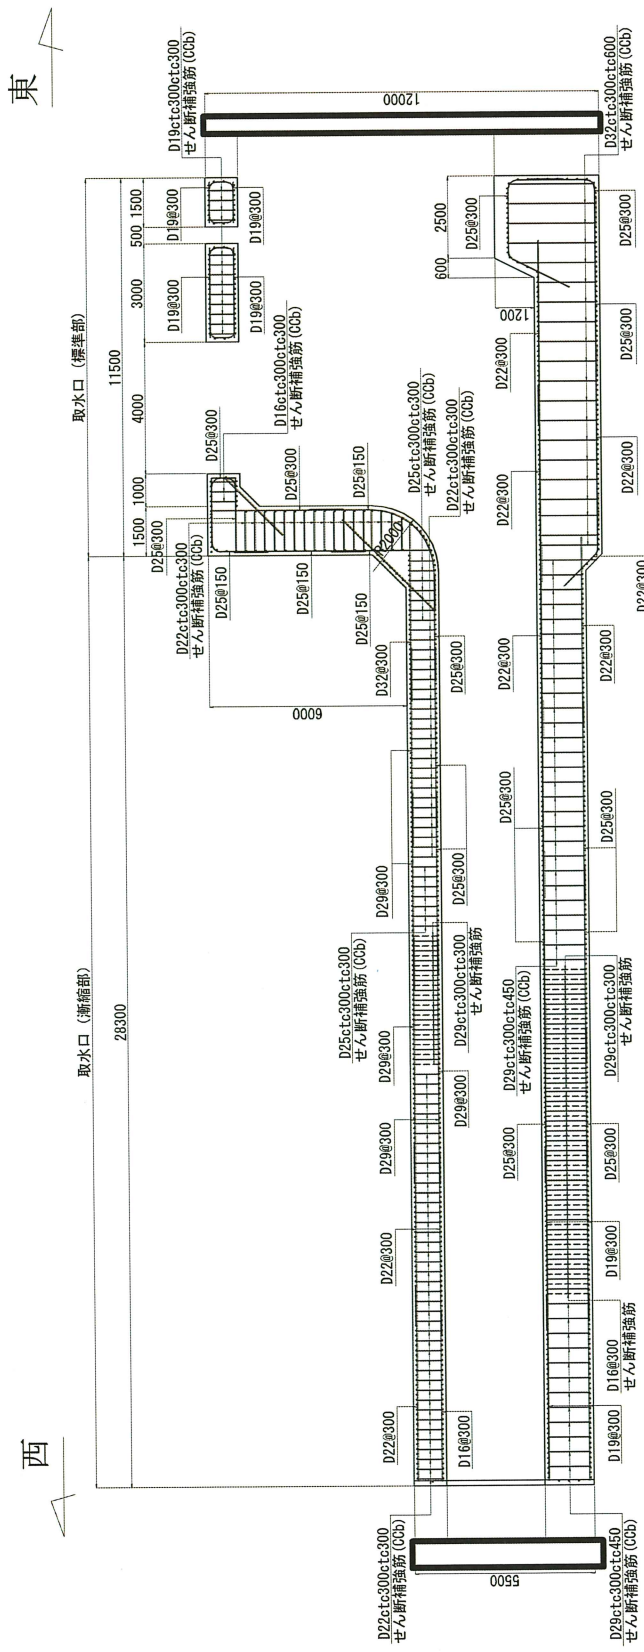 西
東
取水口 (漸縮部)
取水口 (標準部)
28300
11500
1500
1000
4000
3000
500
1500
D19ctc300ctc300
せん断補強筋(CCb)
D19@300
D19@300
D19@300
D19@300
D25@300
D16ctc300ctc300
せん断補強筋(CCb)
D25@300
D22ctc300ctc300
せん断補強筋(CCb)
D25@150
D25@150
D25@150
D25@300
D25@150
R2000
D25ctc300ctc300
せん断補強筋(CCb)
D22ctc300ctc300
せん断補強筋(CCb)
6000
12000
D32@300
D25@300
D29@300
D25@300
D25ctc300ctc300
せん断補強筋(CCb)
D29@300
D29ctc300ctc300
せん断補強筋
D29@300
D29@300
D22@300
D22@300
D16@300
D22ctc300ctc300
せん断補強筋(CCb)
5500
D29ctc300ctc450
せん断補強筋(CCb)
D19@300
D16@300
せん断補強筋
D19@300
D25@300
D25@300
D29ctc300ctc450
せん断補強筋(CCb)
D29ctc300ctc300
せん断補強筋
D25@300
D25@300
D22@300
D22@300
D22@300
D22@300
D22@300
D22@300
1200
600
2500
D25@300
D25@300
D25@300
D32ctc300ctc600
せん断補強筋(CCb)